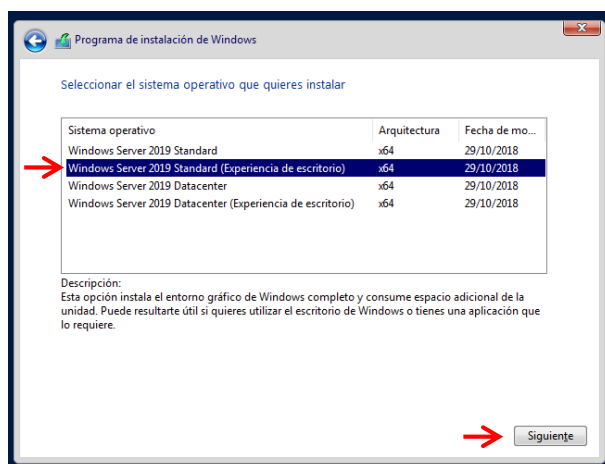 Programa de instalación de Windows
Seleccionar el sistema operativo que quieres instalar
Sistema operativo Arquitectura Fecha de mo...
Windows Server 2019 Standard x64 29/10/2018
Windows Server 2019 Standard (Experiencia de escritorio) x64 29/10/2018
Windows Server 2019 Datacenter x64 29/10/2018
Windows Server 2019 Datacenter (Experiencia de escritorio) x64 29/10/2018
Descripción:
Esta opción instala el entorno gráfico de Windows completo y consume espacio adicional de la
unidad. Puede resultarte útil si quieres utilizar el escritorio de Windows o tienes una aplicación que
lo requiere.
Siguiente